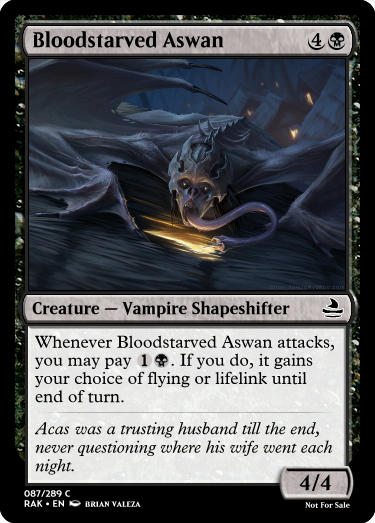 Bloodstarved Aswan 4
Creature — Vampire Shapeshifter
Whenever Bloodstarved Aswan attacks,
you may pay 1 . If you do, it gains
your choice of flying or lifelink until
end of turn.
Acas was a trusting husband till the end,
never questioning where his wife went each
night.
4/4
087/289 C
RAK • EN BRIAN VALEZA
Not For Sale